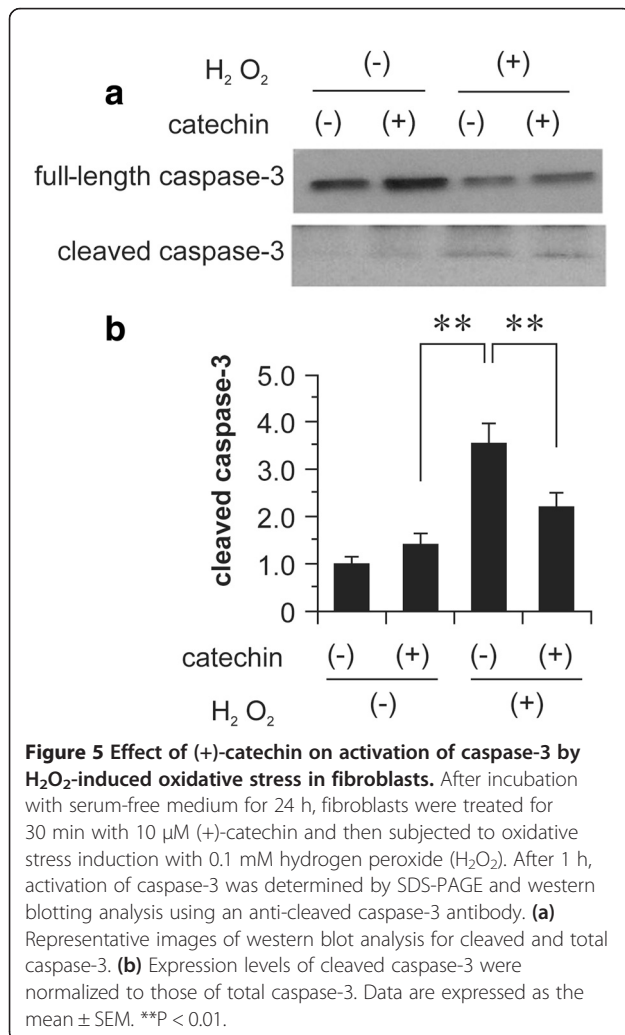 H2 O2 (-) (+)
a
catechin (-) (+) (-) (+)
full-length caspase-3
cleaved caspase-3
b
** **
cleaved caspase-3
5.0
4.0
3.0
2.0
1.0
0
catechin (-) (+) (-) (+)
H2 O2 (-) (+)
Figure 5 Effect of (+)-catechin on activation of caspase-3 by
H2O2-induced oxidative stress in fibroblasts. After incubation
with serum-free medium for 24 h, fibroblasts were treated for
30 min with 10 μM (+)-catechin and then subjected to oxidative
stress induction with 0.1 mM hydrogen peroxide (H2O2). After 1 h,
activation of caspase-3 was determined by SDS-PAGE and western
blotting analysis using an anti-cleaved caspase-3 antibody. (a)
Representative images of western blot analysis for cleaved and total
caspase-3. (b) Expression levels of cleaved caspase-3 were
normalized to those of total caspase-3. Data are expressed as the
mean ± SEM. **P < 0.01.